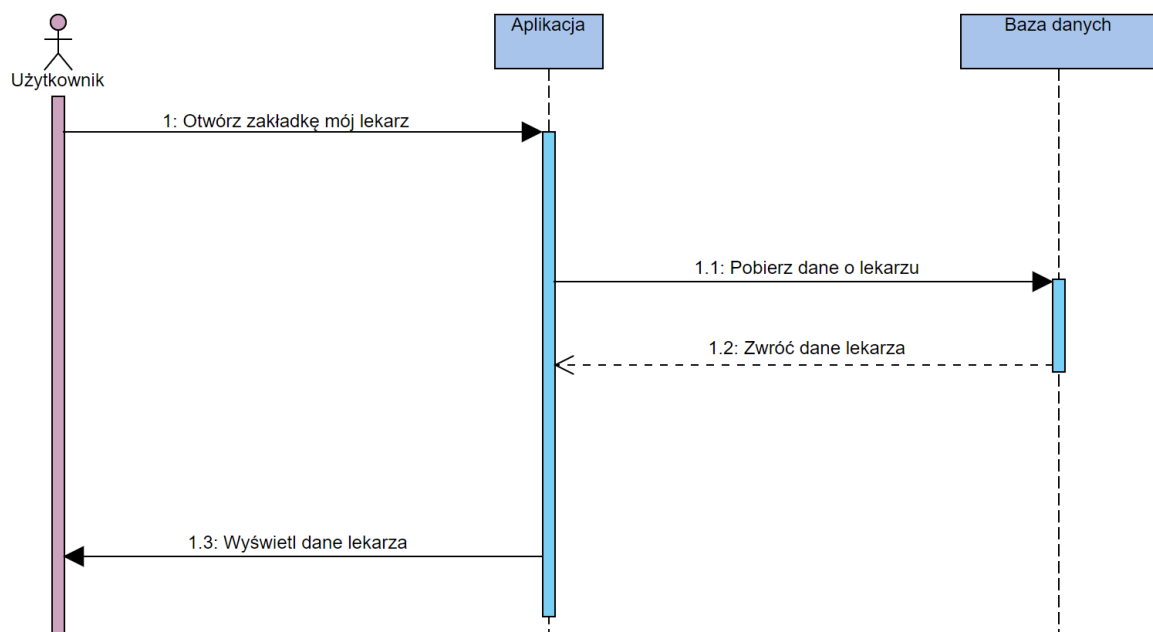 Użytkownik
Aplikacja
Baza danych
1: Otwórz zakładkę mój lekarz
1.1: Pobierz dane o lekarzu
1.2: Zwróć dane lekarza
1.3: Wyświetl dane lekarza